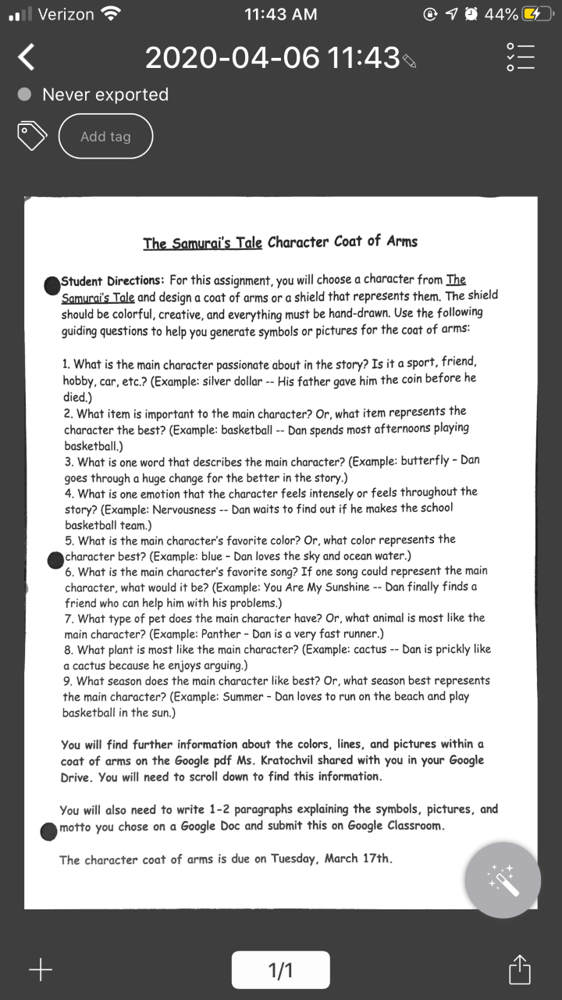 Verizon 11:43 AM 44%
2020-04-06 11:43
Never exported
Add tag
The Samurai's Tale Character Coat of Arms
Student Directions: For this assignment, you will choose a character from The
Samurai's Tale and design a coat of arms or a shield that represents them. The shield
should be colorful, creative, and everything must be hand-drawn. Use the following
guiding questions to help you generate symbols or pictures for the coat of arms:
1. What is the main character passionate about in the story? Is it a sport, friend,
hobby, car, etc.? (Example: silver dollar -- His father gave him the coin before he
died.)
2. What item is important to the main character? Or, what item represents the
character the best? (Example: basketball -- Dan spends most afternoons playing
basketball.)
3. What is one word that describes the main character? (Example: butterfly - Dan
goes through a huge change for the better in the story.)
4. What is one emotion that the character feels intensely or feels throughout the
story? (Example: Nervousness -- Dan waits to find out if he makes the school
basketball team.)
5. What is the main character's favorite color? Or, what color represents the
character best? (Example: blue - Dan loves the sky and ocean water.)
6. What is the main character's favorite song? If one song could represent the main
character, what would it be? (Example: You Are My Sunshine -- Dan finally finds a
friend who can help him with his problems.)
7. What type of pet does the main character have? Or, what animal is most like the
main character? (Example: Panther - Dan is a very fast runner.)
8. What plant is most like the main character? (Example: cactus -- Dan is prickly like
a cactus because he enjoys arguing.)
9. What season does the main character like best? Or, what season best represents
the main character? (Example: Summer - Dan loves to run on the beach and play
basketball in the sun.)
You will find further information about the colors, lines, and pictures within a
coat of arms on the Google pdf Ms. Kratochvil shared with you in your Google
Drive. You will need to scroll down to find this information.
You will also need to write 1-2 paragraphs explaining the symbols, pictures, and
motto you chose on a Google Doc and submit this on Google Classroom.
The character coat of arms is due on Tuesday, March 17th.
1/1